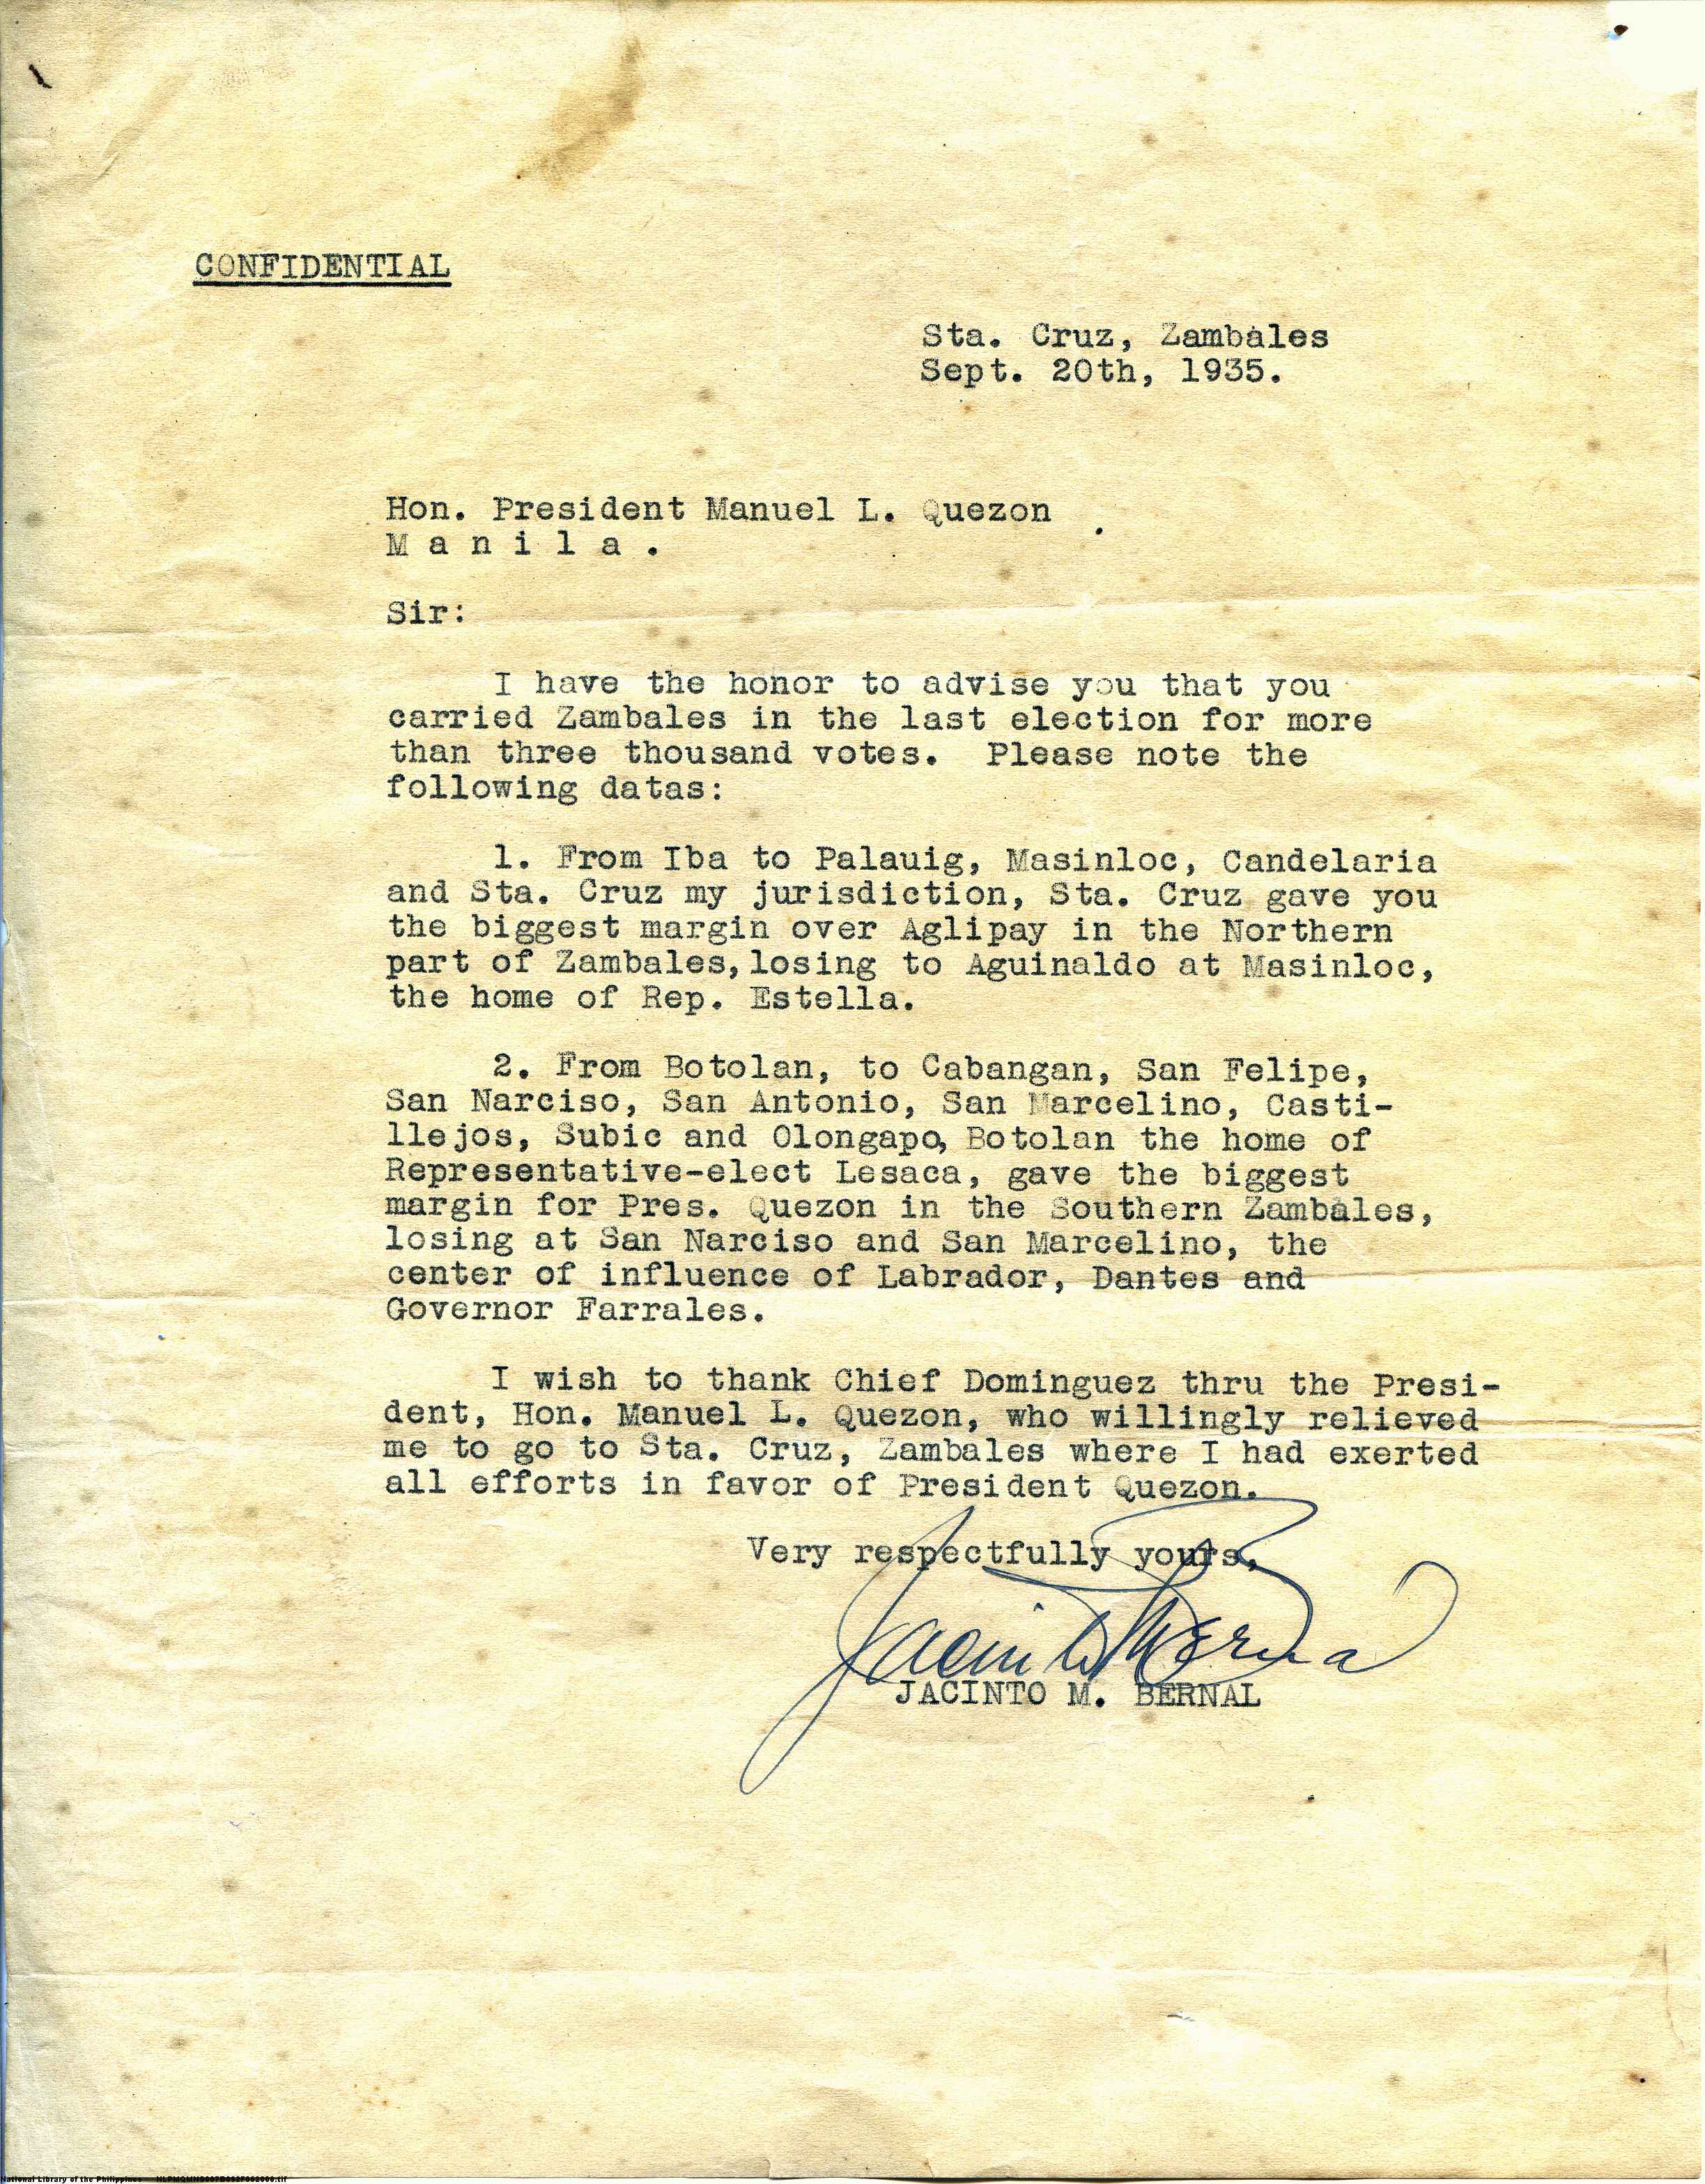 CONFIDENTIAL
Sta. Cruz, Zambales
Sept. 20th, 1935.
Hon. President Manuel L. Quezon
M a n i l a .
Sir:
I have the honor to advise you that you
carried Zambales in the last election for more
than three thousand votes. Please note the
following datas:
1. From Iba to Palauig, Masinloc, Candelaria
and Sta. Cruz my jurisdiction, Sta. Cruz gave you
the biggest margin over Aglipay in the Northern
part of Zambales, losing to Aguinaldo at Masinloc,
the home of Rep. Estella.
2. From Botolan, to Cabangan, San Felipe,
San Narciso, San Antonio, San Marcelino, Casti-
llejos, Subic and Olongapo, Botolan the home of
Representative-elect Lesaca, gave the biggest
margin for Pres. Quezon in the Southern Zambales,
losing at San Narciso and San Marcelino, the
center of influence of Labrador, Dantes and
Governor Farrales.
I wish to thank Chief Dominguez thru the Presi-
dent, Hon. Manuel L. Quezon, who willingly relieved
me to go to Sta. Cruz, Zambales where I had exerted
all efforts in favor of President Quezon.
Very respectfully yours,
Jacinto M Bernal
JACINTO M. BERNAL
National Library of the Philippines